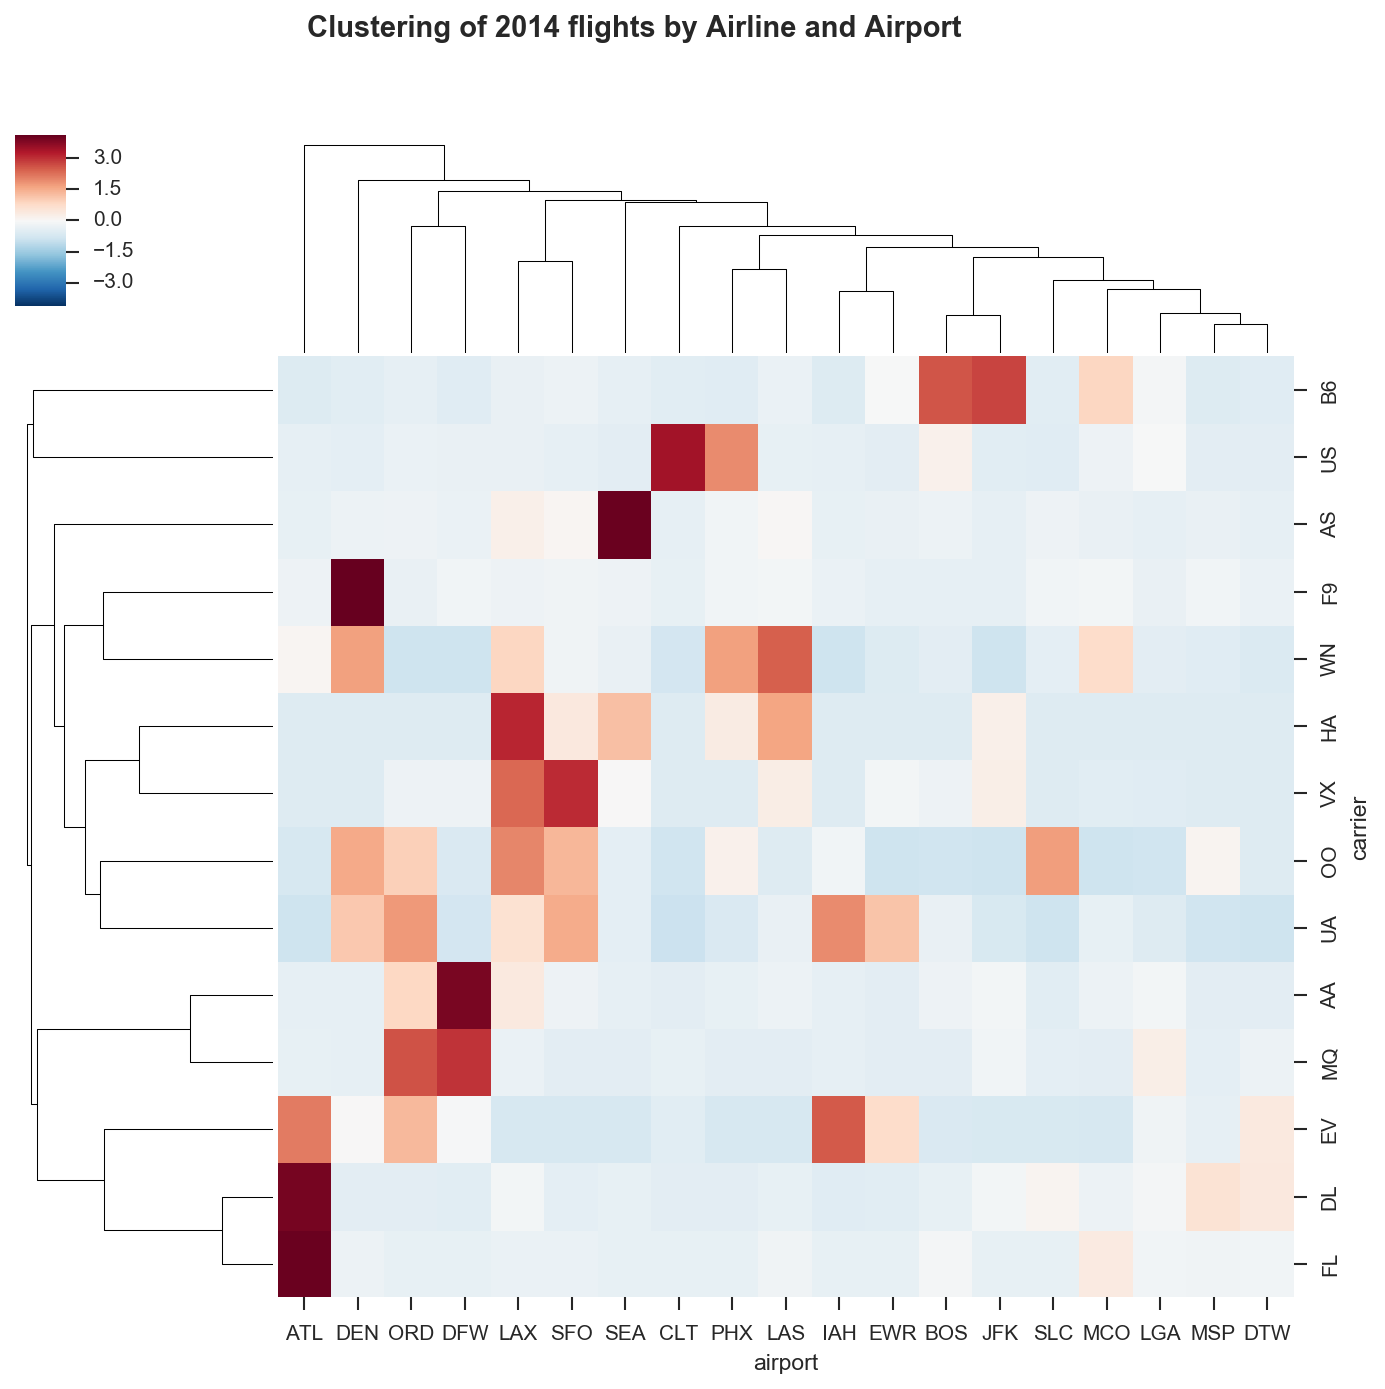 Clustering of 2014 flights by Airline and Airport
3.0
1.5
0.0
−1.5
−3.0
B6
US
AS
F9
WN
HA
VX
OO
UA
AA
MQ
EV
DL
FL
carrier
ATL DEN ORD DFW LAX SFO SEA CLT PHX LAS IAH EWR BOS JFK SLC MCO LGA MSP DTW
airport